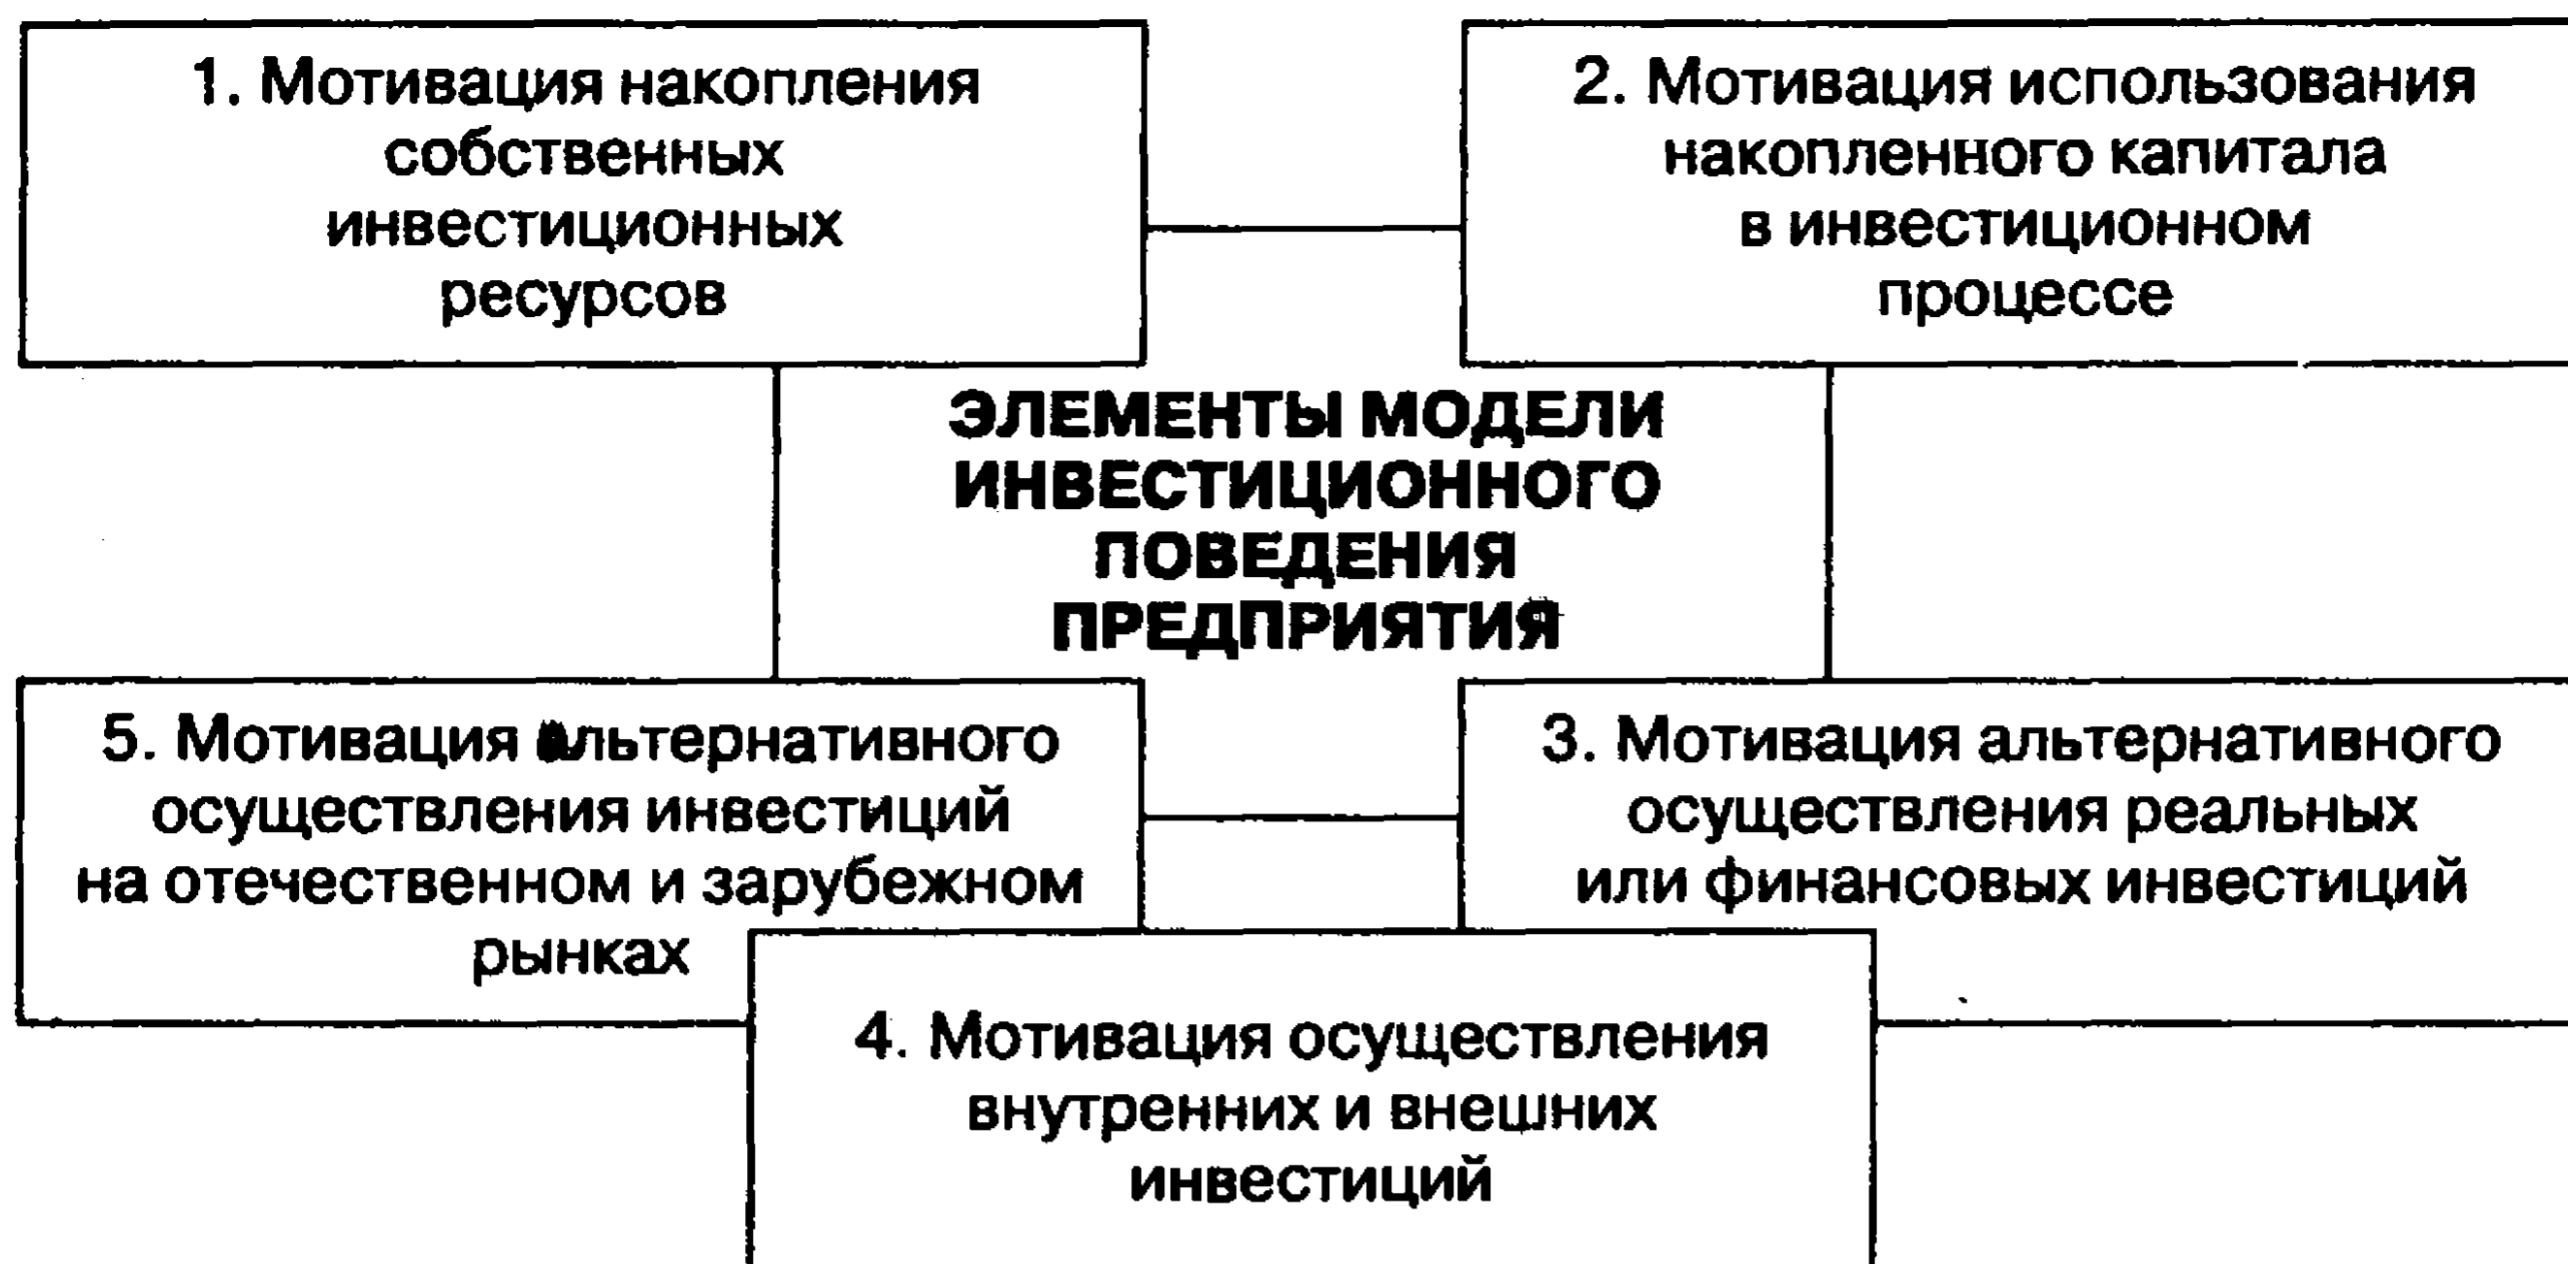 1. Мотивация накопления
собственных
инвестиционных
ресурсов
2. Мотивация использования
накопленного капитала
в инвестиционном
процессе
ЭЛЕМЕНТЫ МОДЕЛИ
ИНВЕСТИЦИОННОГО
ПОВЕДЕНИЯ
ПРЕДПРИЯТИЯ
5. Мотивация альтернативного
осуществления инвестиций
на отечественном и зарубежном
рынках
3. Мотивация альтернативного
осуществления реальных
или финансовых инвестиций
4. Мотивация осуществления
внутренних и внешних
инвестиций